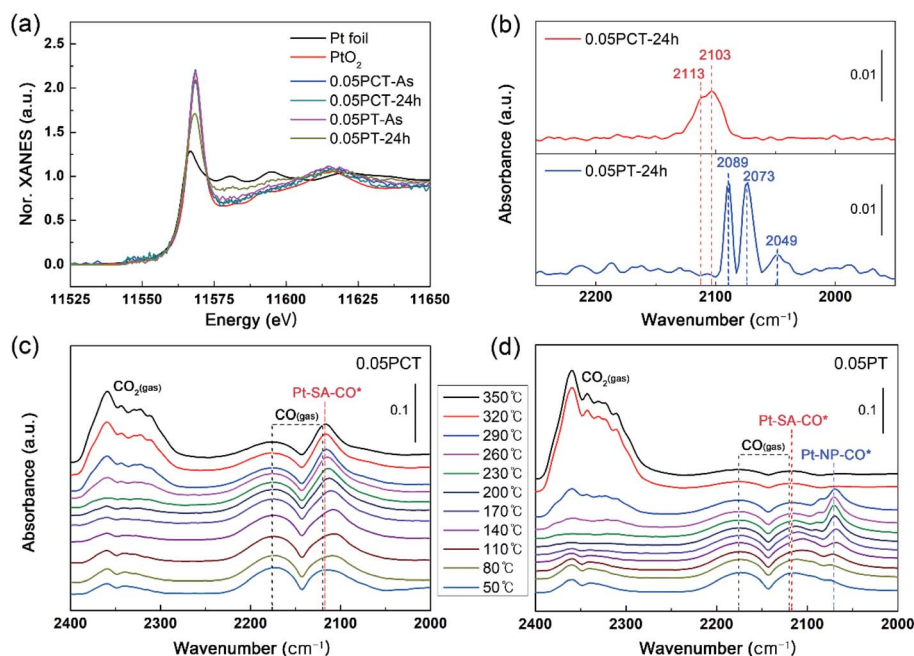 (a)
Nor. XANES (a.u.)
3.0
2.5
2.0
1.5
1.0
0.5
0.0
Pt foil
PtO2
0.05PCT-As
0.05PCT-24h
0.05PT-As
0.05PT-24h
11525 11550 11575 11600 11625 11650
Energy (eV)
(b)
Absorbance (a.u.)
0.05PCT-24h
2103
2113
0.01
0.05PT-24h
2089
2073
2049
0.01
2200 2100 2000
Wavenumber (cm⁻¹)
(c)
Absorbance (a.u.)
0.05PCT
CO2(gas)
Pt-SA-CO*
CO(gas)
0.1
2400 2300 2200 2100 2000
Wavenumber (cm⁻¹)
350℃
320℃
290℃
260℃
230℃
200℃
170℃
140℃
110℃
80℃
50℃
(d)
0.05PT
CO2(gas)
Pt-SA-CO*
CO(gas)
Pt-NP-CO*
0.1
2400 2300 2200 2100 2000
Wavenumber (cm⁻¹)